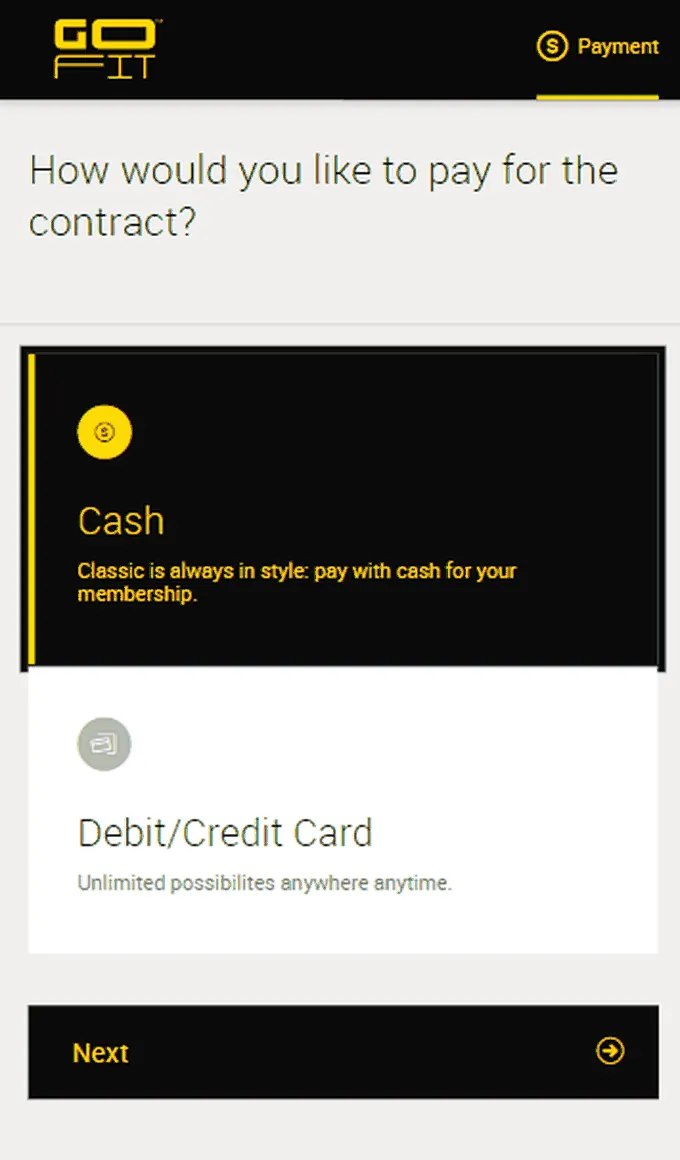 GO™
FIT
Payment
How would you like to pay for the
contract?
Cash
Classic is always in style: pay with cash for your
membership.
Debit/Credit Card
Unlimited possibilites anywhere anytime.
Next